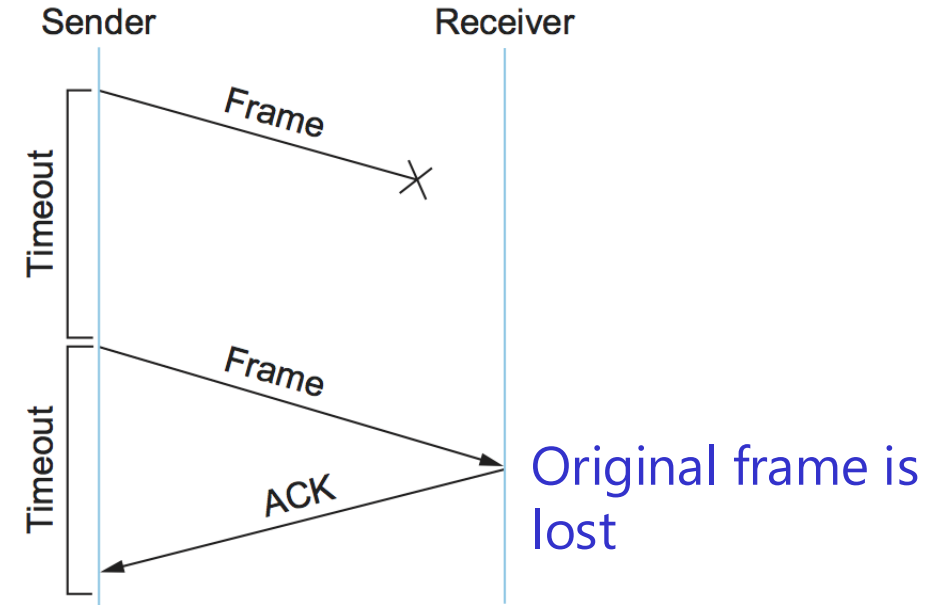 Sender
Receiver
Frame
Timeout
Frame
Timeout
ACK
Original frame is
lost